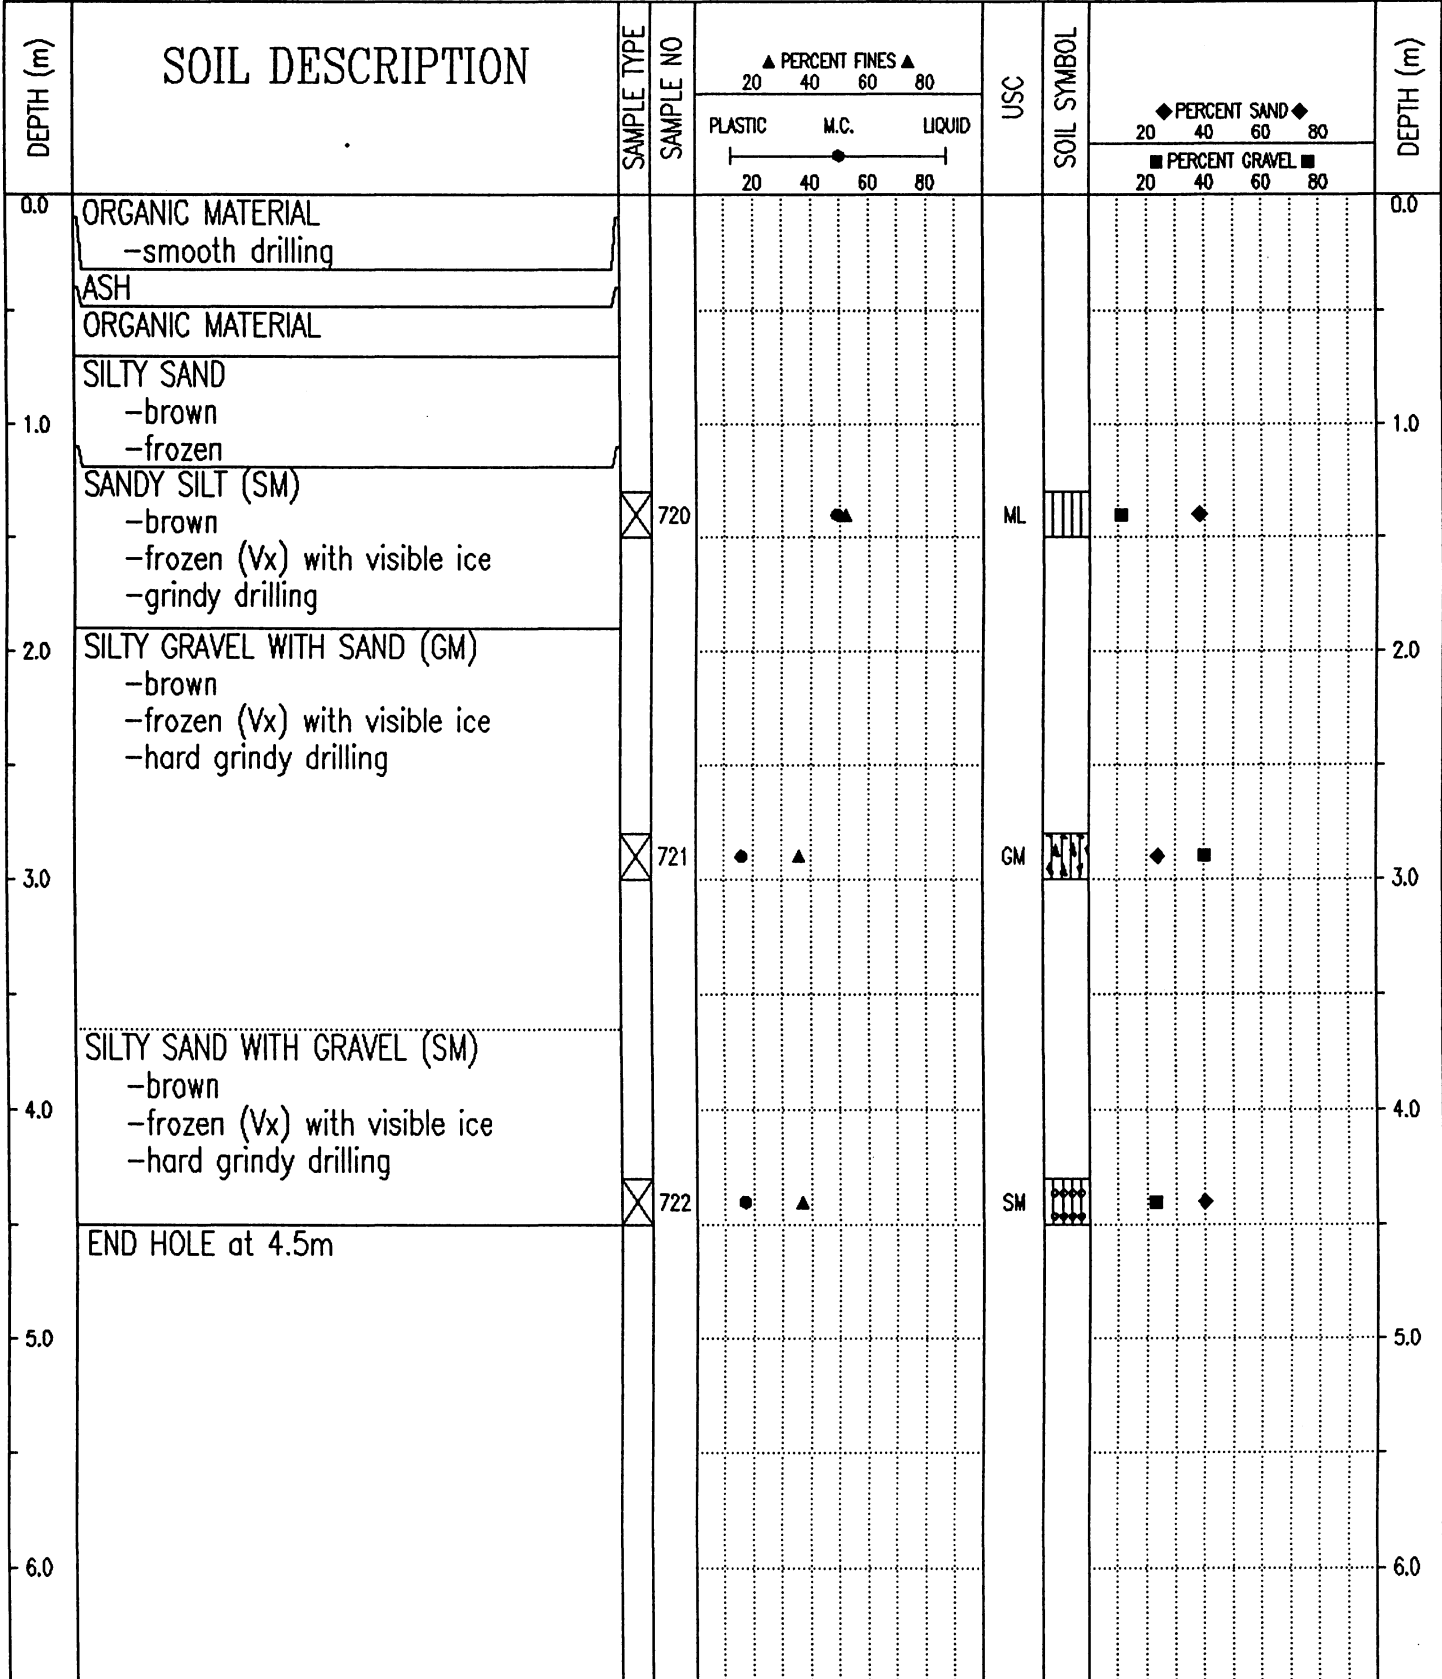 DEPTH (m)
SOIL DESCRIPTION
SAMPLE TYPE
SAMPLE NO
▲ PERCENT FINES ▲
20 40 60 80
PLASTIC M.C. LIQUID
20 40 60 80
USC
SOIL SYMBOL
◆ PERCENT SAND ◆
20 40 60 80
■ PERCENT GRAVEL ■
20 40 60 80
DEPTH (m)
0.0 0.0
ORGANIC MATERIAL
-smooth drilling
ASH
ORGANIC MATERIAL
SILTY SAND
-brown
1.0 1.0
-frozen
SANDY SILT (SM)
-brown
720 ML
-frozen (Vx) with visible ice
-grindy drilling
2.0 2.0
SILTY GRAVEL WITH SAND (GM)
-brown
-frozen (Vx) with visible ice
-hard grindy drilling
721 GM
3.0 3.0
SILTY SAND WITH GRAVEL (SM)
-brown
4.0 4.0
-frozen (Vx) with visible ice
-hard grindy drilling
722 SM
END HOLE at 4.5m
5.0 5.0
6.0 6.0